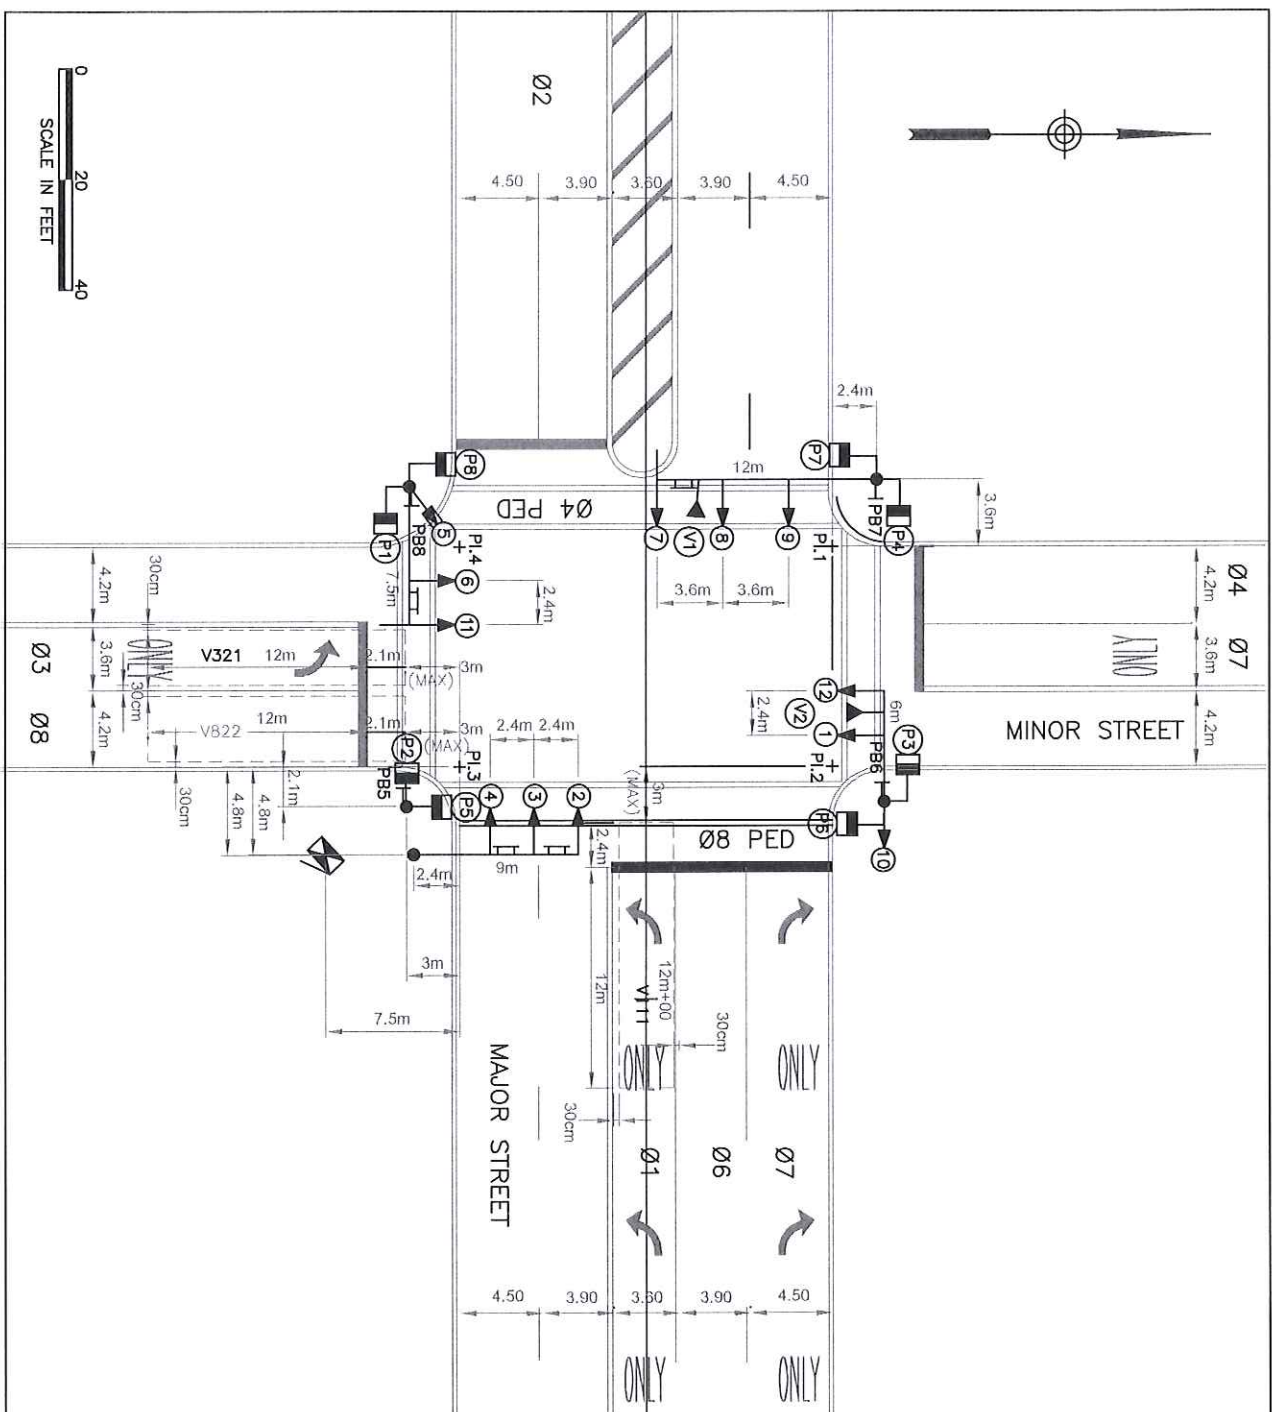 Ø2
0
20
40
SCALE IN FEET
4.50
3.90
3.60
3.90
4.50
2.4m
12m
3.6m
P8
P7
P4
PB7
Ø4 PED
P1
PB8
5
PI.4
7
V1
8
9
PI.1
3.6m
3.6m
30cm
4.2m
7.5m
6
2.4m
11
Ø4
4.2m
Ø7
3.6m
ONLY
4.2m
MINOR STREET
Ø3
3.6m
ONLY
V321
12m
2.1m
3m
(MAX)
30cm
Ø8
4.2m
V822
12m
2.1m
3m
(MAX)
12
V2
2.4m
1
6m
P3
PB6
PI.2
P2
PB5
PI.3
2.4m
2.4m
3m
(MAX)
30cm
4.8m
4.8m
2.1m
P5
4
3
2
P6
10
Ø8 PED
2.4m
9m
2.4m
3m
7.5m
12m
12m+00
V111
30cm
30cm
ONLY
ONLY
MAJOR STREET
Ø1
Ø6
Ø7
4.50
3.90
3.60
3.90
4.50
ONLY
ONLY